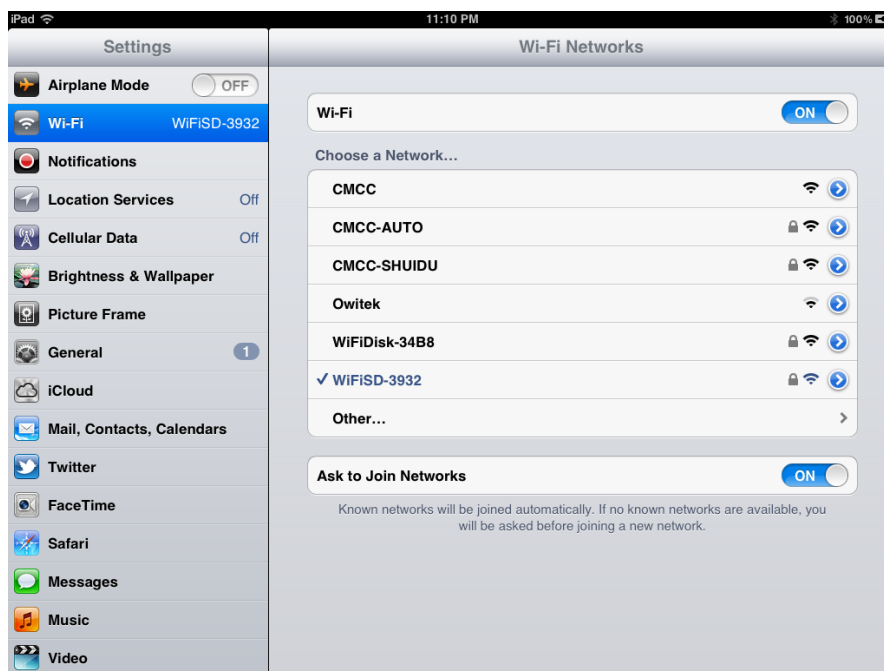 iPad 11:10 PM 100%
Settings
Wi-Fi Networks
Airplane Mode OFF
Wi-Fi WiFiSD-3932
Notifications
Location Services Off
Cellular Data Off
Brightness & Wallpaper
Picture Frame
General 1
iCloud
Mail, Contacts, Calendars
Twitter
FaceTime
Safari
Messages
Music
Video
Wi-Fi ON
Choose a Network...
CMCC
CMCC-AUTO
CMCC-SHUIDU
Owitek
WiFiDisk-34B8
✓ WiFiSD-3932
Other...
Ask to Join Networks ON
Known networks will be joined automatically. If no known networks are available, you
will be asked before joining a new network.